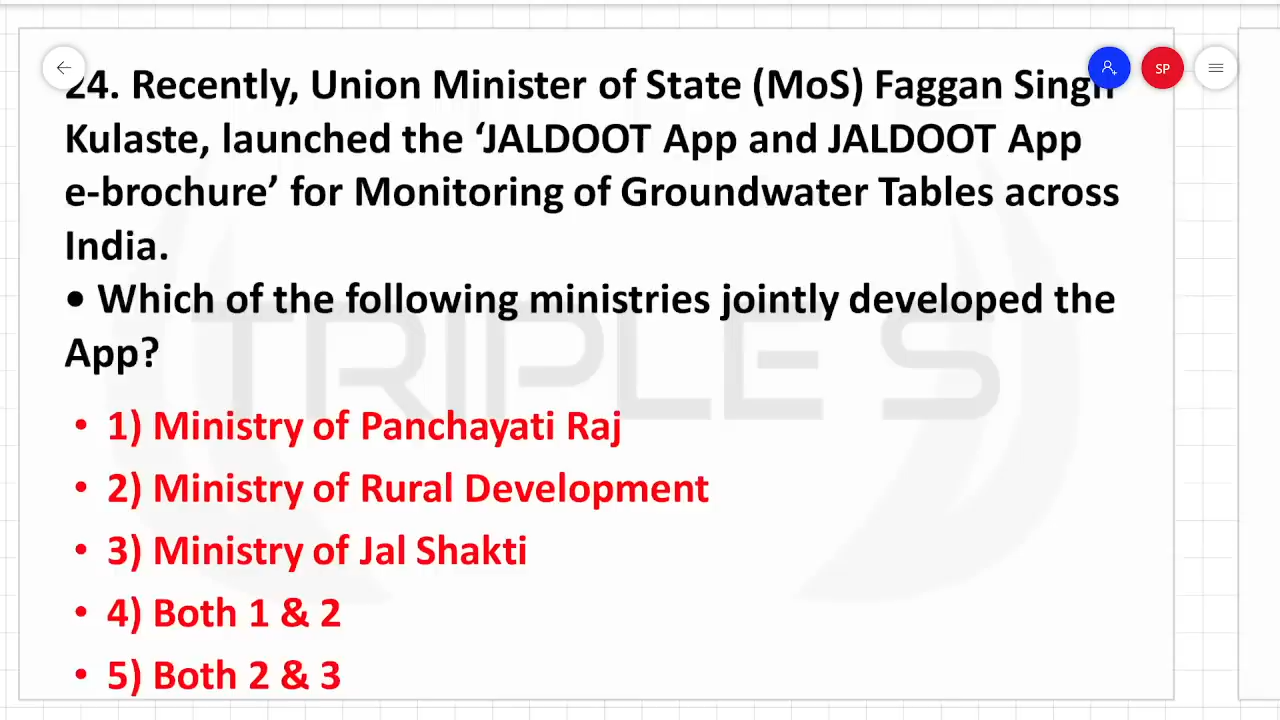 24. Recently, Union Minister of State (MoS) Faggan Singh
Kulaste, launched the ‘JALDOOT App and JALDOOT App
e-brochure’ for Monitoring of Groundwater Tables across
India.
• Which of the following ministries jointly developed the
App?
• 1) Ministry of Panchayati Raj
• 2) Ministry of Rural Development
• 3) Ministry of Jal Shakti
• 4) Both 1 & 2
• 5) Both 2 & 3
SP
TRIPLE S